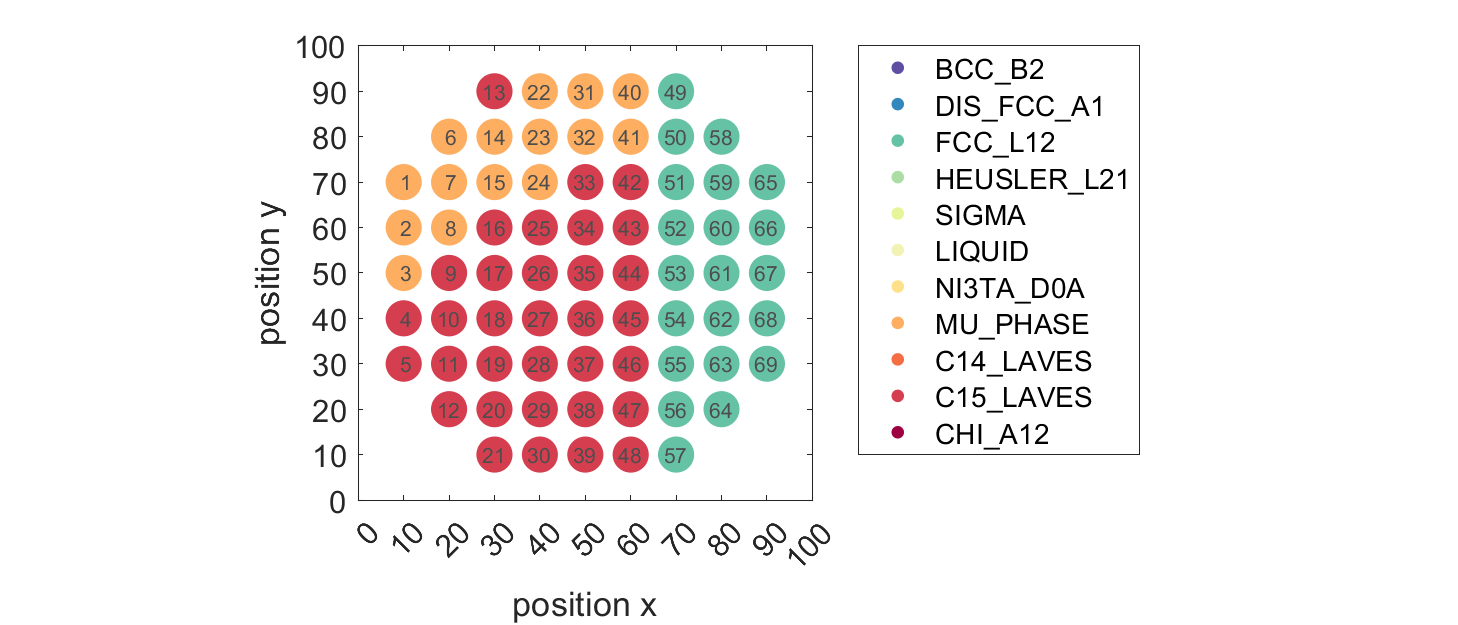 100
90
80
70
60
50
40
30
20
10
0
position y
13 22 31 40 49
6 14 23 32 41 50 58
1 7 15 24 33 42 51 59 65
2 8 16 25 34 43 52 60 66
3 9 17 26 35 44 53 61 67
4 10 18 27 36 45 54 62 68
5 11 19 28 37 46 55 63 69
12 20 29 38 47 56 64
21 30 39 48 57
0 10 20 30 40 50 60 70 80 90 100
position x
BCC_B2
DIS_FCC_A1
FCC_L12
HEUSLER_L21
SIGMA
LIQUID
NI3TA_D0A
MU_PHASE
C14_LAVES
C15_LAVES
CHI_A12